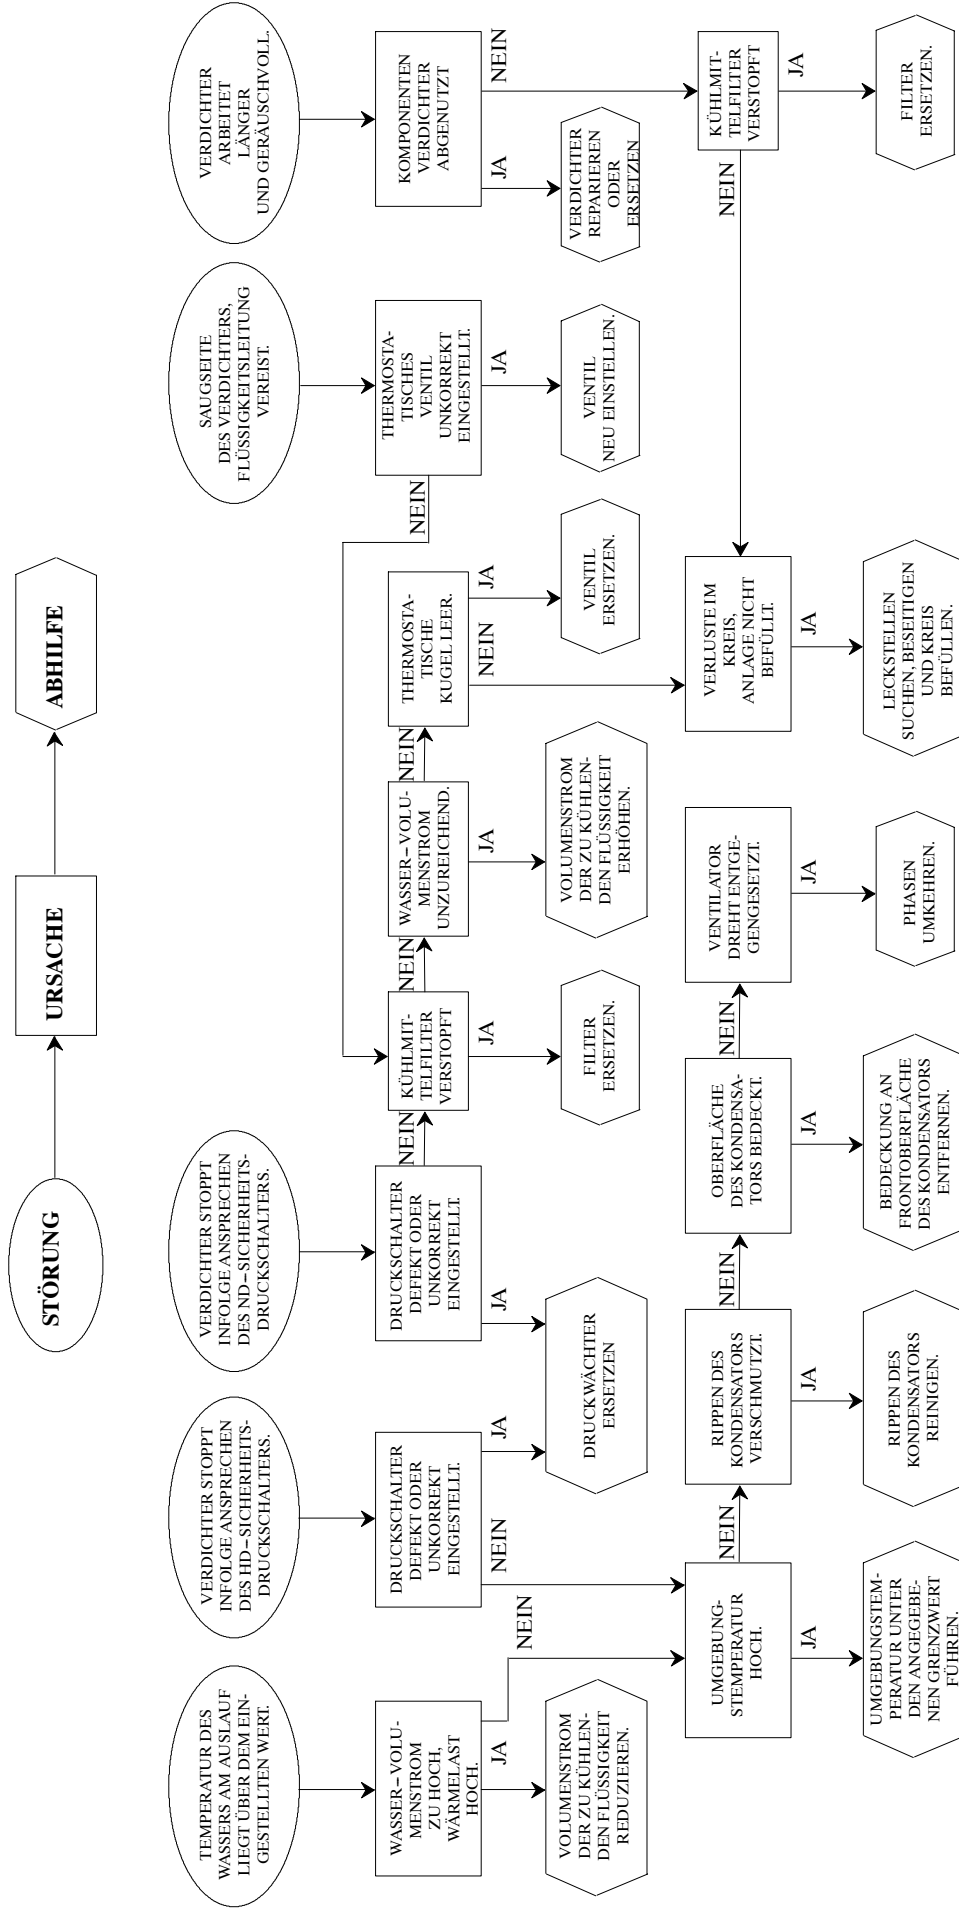 STÖRUNG
URSACHE
ABHILFE
TEMPERATUR DES
WASSERS AM AUSLAUF
LIEGT ÜBER DEM EIN-
GESTELLTEN WERT.
VERDICHTER STOPPT
INFOLGE ANSPRECHEN
DES HD–SICHERHEITS-
DRUCKSCHALTERS.
VERDICHTER STOPPT
INFOLGE ANSPRECHEN
DES ND–SICHERHEITS-
DRUCKSCHALTERS.
SAUGSEITE
DES VERDICHTERS,
FLÜSSIGKEITSLEITUNG
VEREIST.
VERDICHTER
ARBEITET
LÄNGER
UND GERÄUSCHVOLL.
WASSER–VOLU-
MENSTROM
ZU HOCH,
WÄRMELAST
HOCH.
DRUCKSCHALTER
DEFEKT ODER
UNKORREKT
EINGESTELLT.
DRUCKSCHALTER
DEFEKT ODER
UNKORREKT
EINGESTELLT.
NEIN
KÜHLMIT-
TELFILTER
VERSTOPFT
NEIN
WASSER–VOLU-
MENSTROM
UNZUREICHEND.
NEIN
THERMOSTA-
TISCHE
KUGEL LEER.
NEIN
THERMOSTA-
TISCHES
VENTIL
UNKORREKT
EINGESTELLT.
KOMPONENTEN
VERDICHTER
ABGENUTZT
JA
NEIN
NEIN
JA
JA
JA
JA
NEIN
JA
JA
JA
NEIN
VOLUMENSTROM
DER ZU KÜHLEN-
DEN FLÜSSIGKEIT
REDUZIEREN.
DRUCKWÄCHTER
ERSETZEN
FILTER
ERSETZEN.
VOLUMENSTROM
DER ZU KÜHLEN-
DEN FLÜSSIGKEIT
ERHÖHEN.
VENTIL
ERSETZEN.
VENTIL
NEU EINSTELLEN.
VERDICHTER
REPARIEREN
ODER
ERSETZEN
UMGEBUNG-
STEMPERATUR
HOCH.
NEIN
RIPPEN DES
KONDENSATORS
VERSCHMUTZT.
NEIN
OBERFLÄCHE
DES KONDENSA-
TORS BEDECKT.
NEIN
VENTILATOR
DREHT ENTGE-
GENGESETZT.
VERLUSTE IM
KREIS,
ANLAGE NICHT
BEFÜLLT.
NEIN
KÜHLMIT-
TELFILTER
VERSTOPFT
JA
JA
JA
JA
JA
JA
UMGEBUNGSTEM-
PERATUR UNTER
DEN ANGEGEBE-
NEN GRENZWERT
FÜHREN.
RIPPEN DES
KONDENSATORS
REINIGEN.
BEDECKUNG AN
FRONTOBERFLÄCHE
DES KONDENSATORS
ENTFERNEN.
PHASEN
UMKEHREN.
LECKSTELLEN
SUCHEN, BESEITIGEN
UND KREIS
BEFÜLLEN.
FILTER
ERSETZEN.